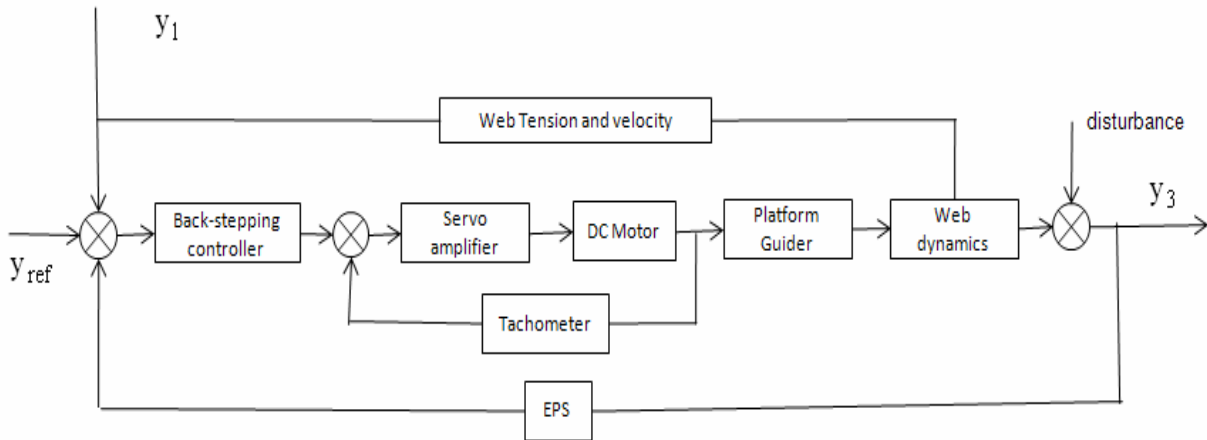 y1
Web Tension and velocity
disturbance
y3
Back-stepping
controller
Servo
amplifier
DC Motor
Platform
Guider
Web
dynamics
yref
Tachometer
EPS